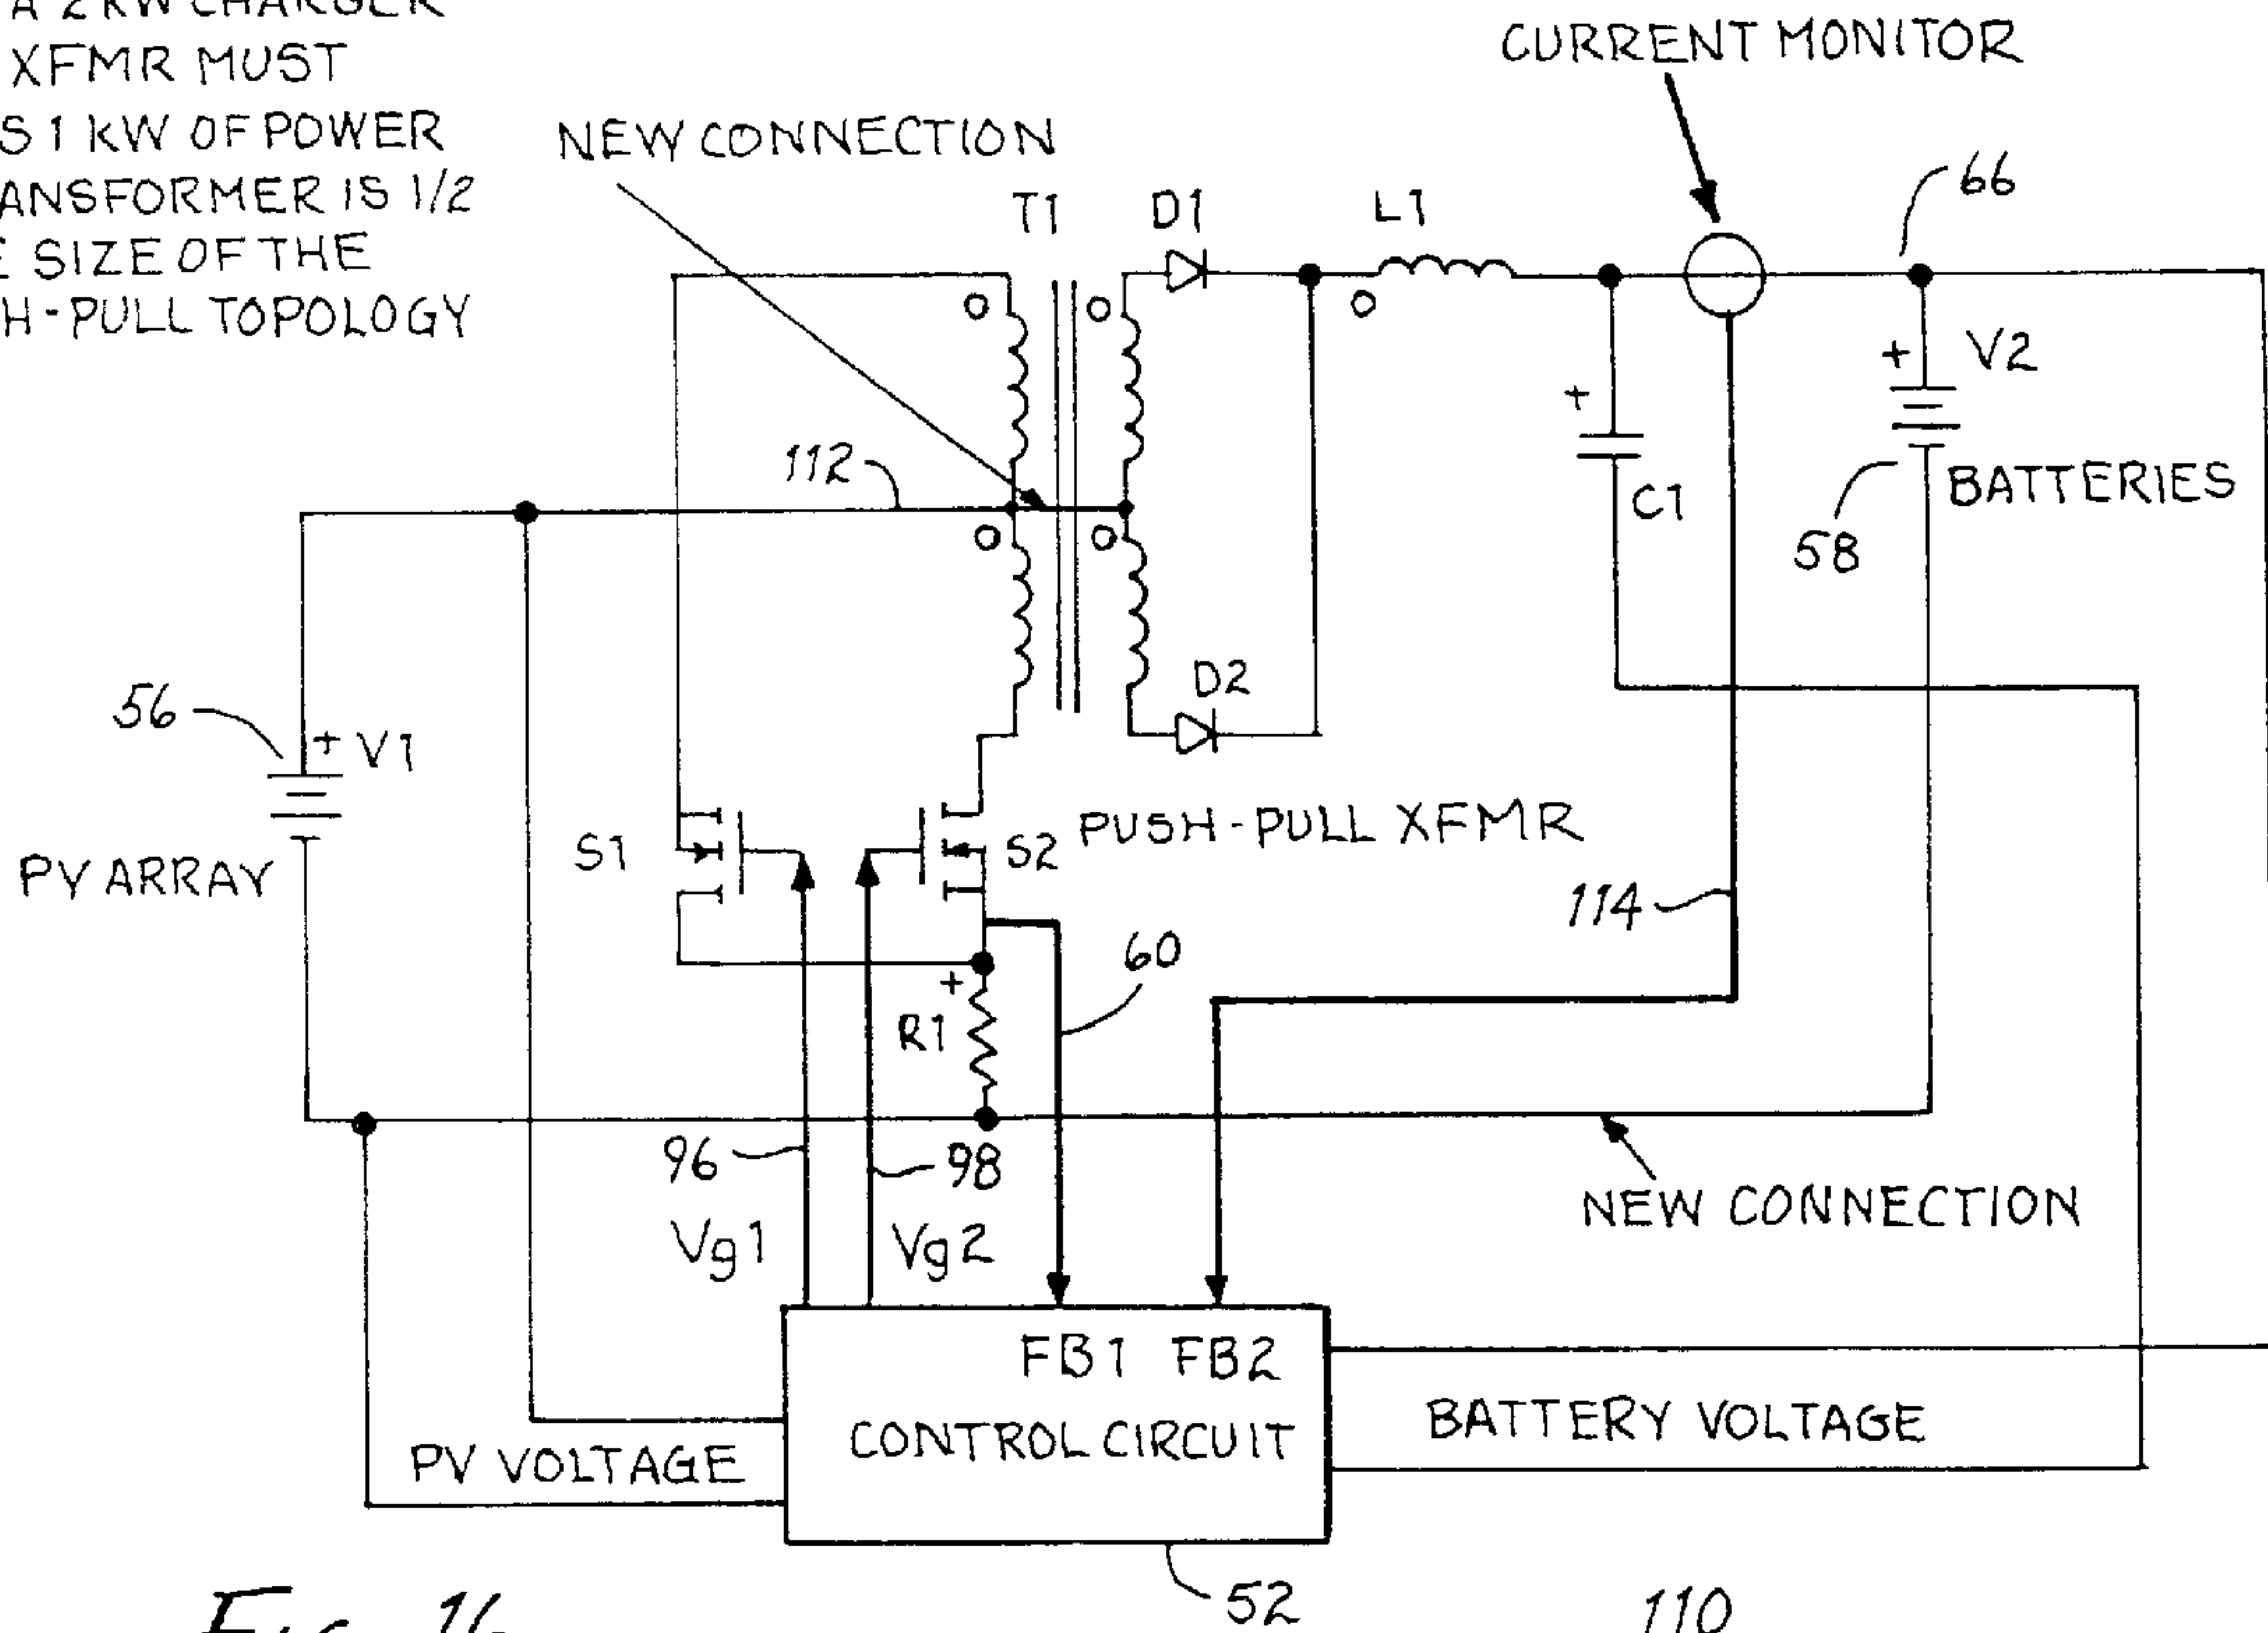 A 2 KW CHARGER
XFMR MUST
S 1 KW OF POWER
ANSFORMER IS 1/2
E SIZE OF THE
H-PULL TOPOLOGY
CURRENT MONITOR
NEW CONNECTION
66
T1
D1
L1
+ V2
+
112
C1
BATTERIES
58
D2
56
+ V1
PV ARRAY
S1
S2
PUSH-PULL XFMR
114
60
+
R1
96
98
NEW CONNECTION
Vg1
Vg2
FB1 FB2
CONTROL CIRCUIT
PV VOLTAGE
BATTERY VOLTAGE
52
110